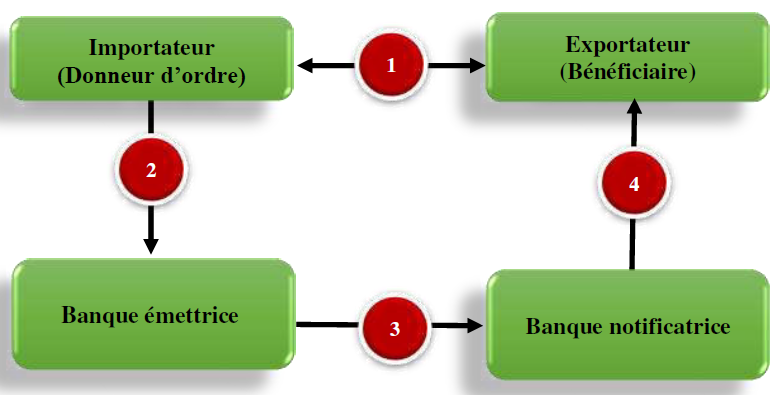 Importateur
(Donneur d’ordre)
1
Exportateur
(Bénéficiaire)
2
4
Banque émettrice
3
Banque notificatrice